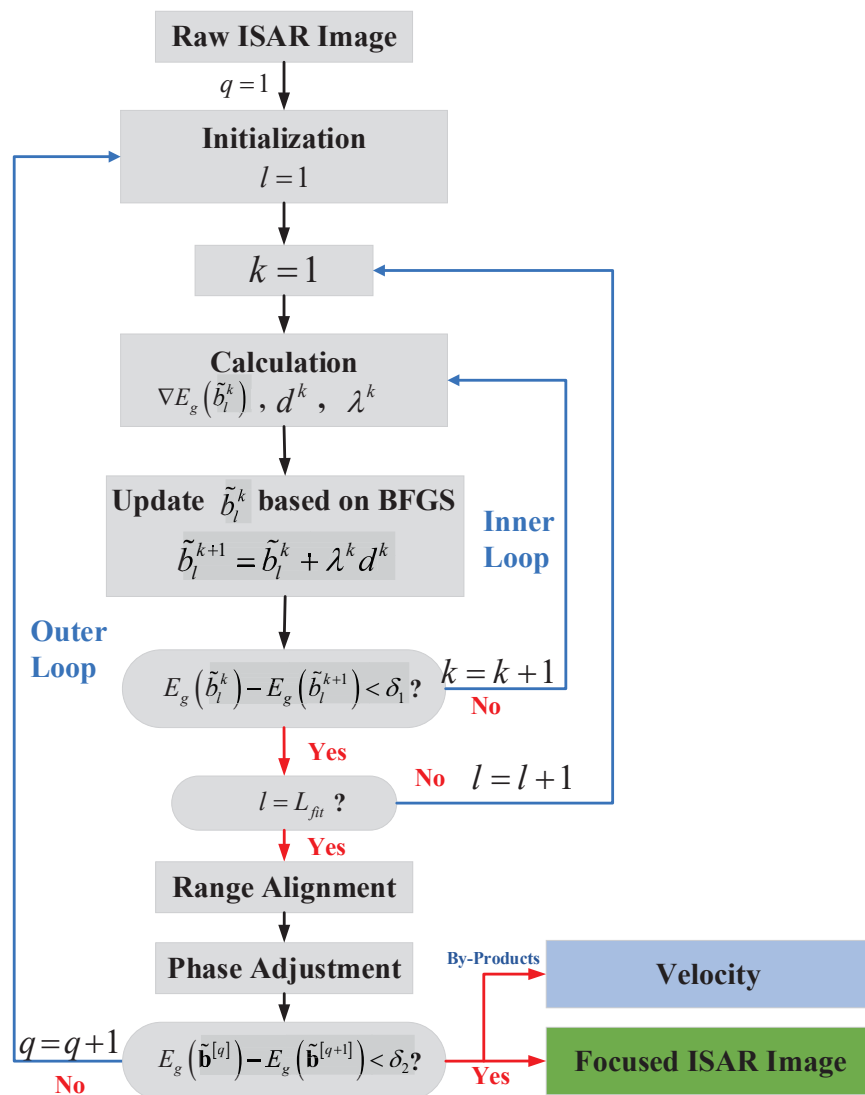 Raw ISAR Image
q = 1
Initialization
l = 1
k = 1
Calculation
∇E_g(b̃_l^k) , d^k , λ^k
Update b̃_l^k based on BFGS
b̃_l^{k+1} = b̃_l^k + λ^k d^k
Inner
Loop
Outer
Loop
E_g(b̃_l^k) − E_g(b̃_l^{k+1}) < δ_1 ?
k = k + 1
No
Yes
l = L_{fit} ?
No
l = l + 1
Yes
Range Alignment
Phase Adjustment
By-Products
Velocity
q = q + 1
No
E_g(b̃^{[q]}) − E_g(b̃^{[q+1]}) < δ_2 ?
Yes
Focused ISAR Image